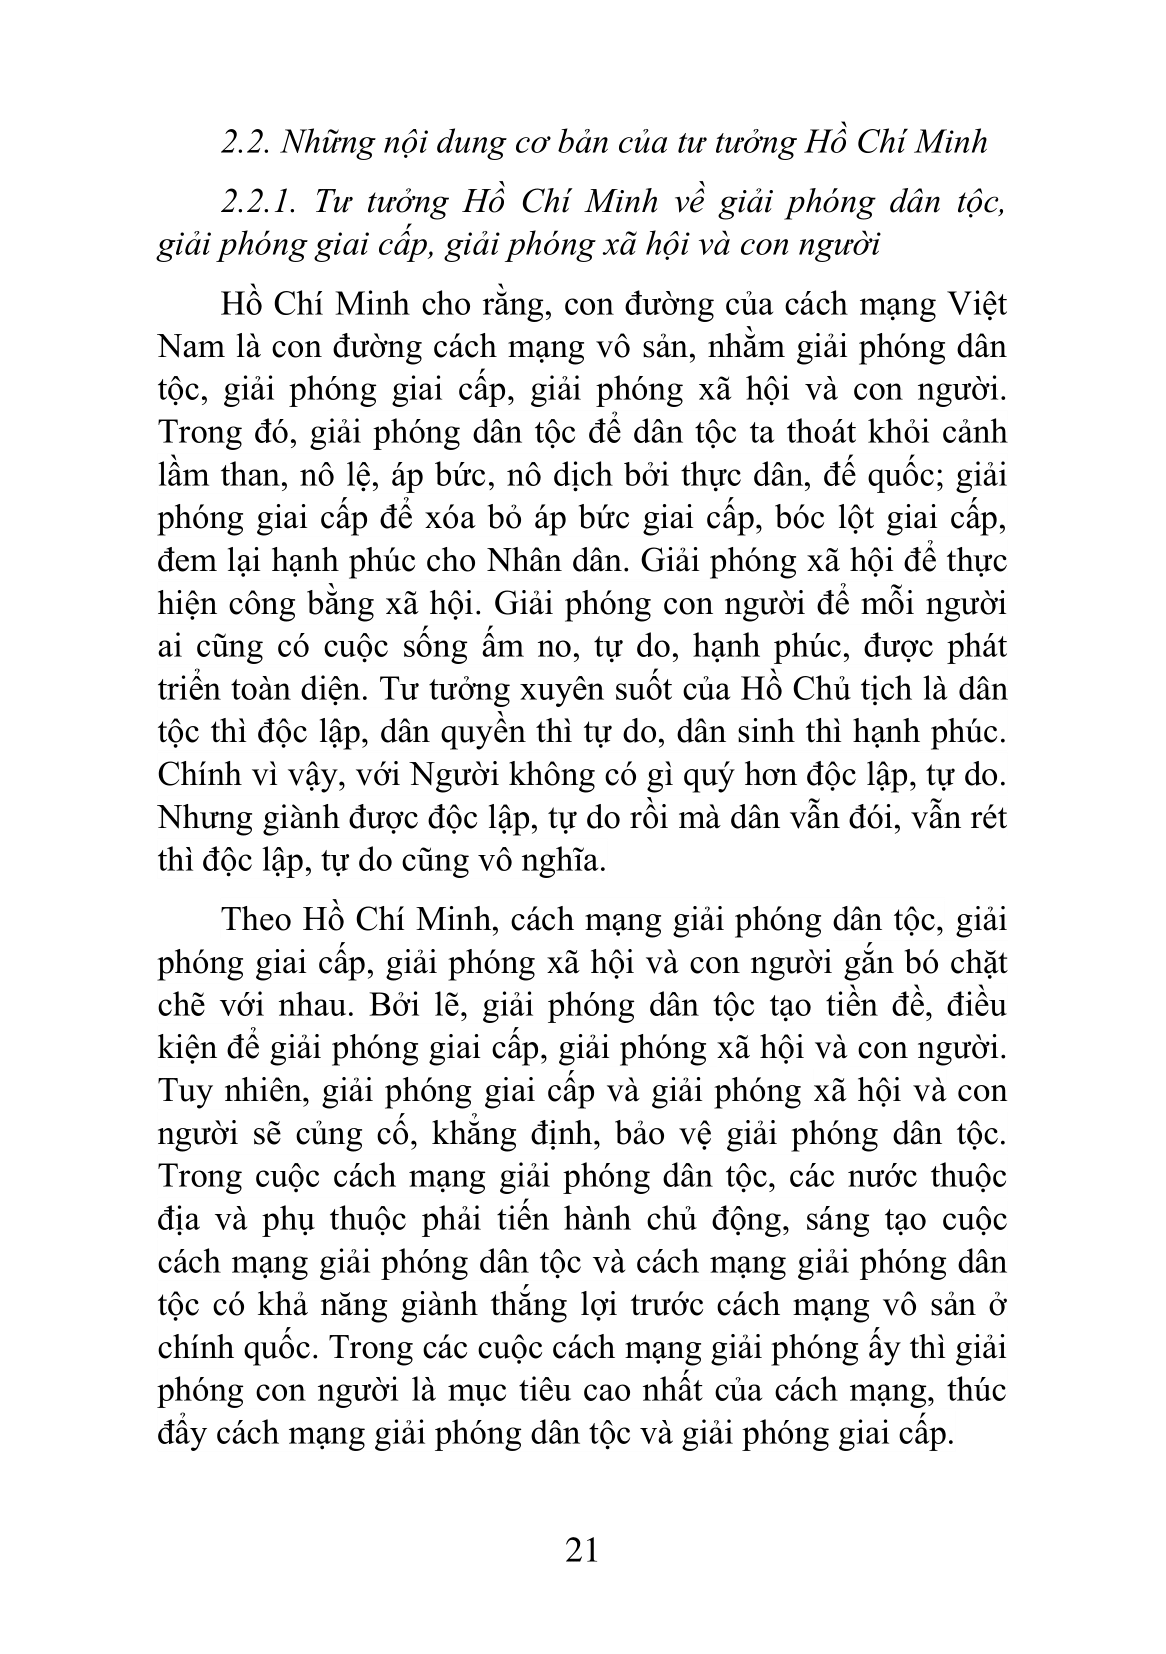 2.2. Những nội dung cơ bản của tư tưởng Hồ Chí Minh
2.2.1. Tư tưởng Hồ Chí Minh về giải phóng dân tộc,
giải phóng giai cấp, giải phóng xã hội và con người
Hồ Chí Minh cho rằng, con đường của cách mạng Việt
Nam là con đường cách mạng vô sản, nhằm giải phóng dân
tộc, giải phóng giai cấp, giải phóng xã hội và con người.
Trong đó, giải phóng dân tộc để dân tộc ta thoát khỏi cảnh
lầm than, nô lệ, áp bức, nô dịch bởi thực dân, đế quốc; giải
phóng giai cấp để xóa bỏ áp bức giai cấp, bóc lột giai cấp,
đem lại hạnh phúc cho Nhân dân. Giải phóng xã hội để thực
hiện công bằng xã hội. Giải phóng con người để mỗi người
ai cũng có cuộc sống ấm no, tự do, hạnh phúc, được phát
triển toàn diện. Tư tưởng xuyên suốt của Hồ Chủ tịch là dân
tộc thì độc lập, dân quyền thì tự do, dân sinh thì hạnh phúc.
Chính vì vậy, với Người không có gì quý hơn độc lập, tự do.
Nhưng giành được độc lập, tự do rồi mà dân vẫn đói, vẫn rét
thì độc lập, tự do cũng vô nghĩa.
Theo Hồ Chí Minh, cách mạng giải phóng dân tộc, giải
phóng giai cấp, giải phóng xã hội và con người gắn bó chặt
chẽ với nhau. Bởi lẽ, giải phóng dân tộc tạo tiền đề, điều
kiện để giải phóng giai cấp, giải phóng xã hội và con người.
Tuy nhiên, giải phóng giai cấp và giải phóng xã hội và con
người sẽ củng cố, khẳng định, bảo vệ giải phóng dân tộc.
Trong cuộc cách mạng giải phóng dân tộc, các nước thuộc
địa và phụ thuộc phải tiến hành chủ động, sáng tạo cuộc
cách mạng giải phóng dân tộc và cách mạng giải phóng dân
tộc có khả năng giành thắng lợi trước cách mạng vô sản ở
chính quốc. Trong các cuộc cách mạng giải phóng ấy thì giải
phóng con người là mục tiêu cao nhất của cách mạng, thúc
đẩy cách mạng giải phóng dân tộc và giải phóng giai cấp.
21